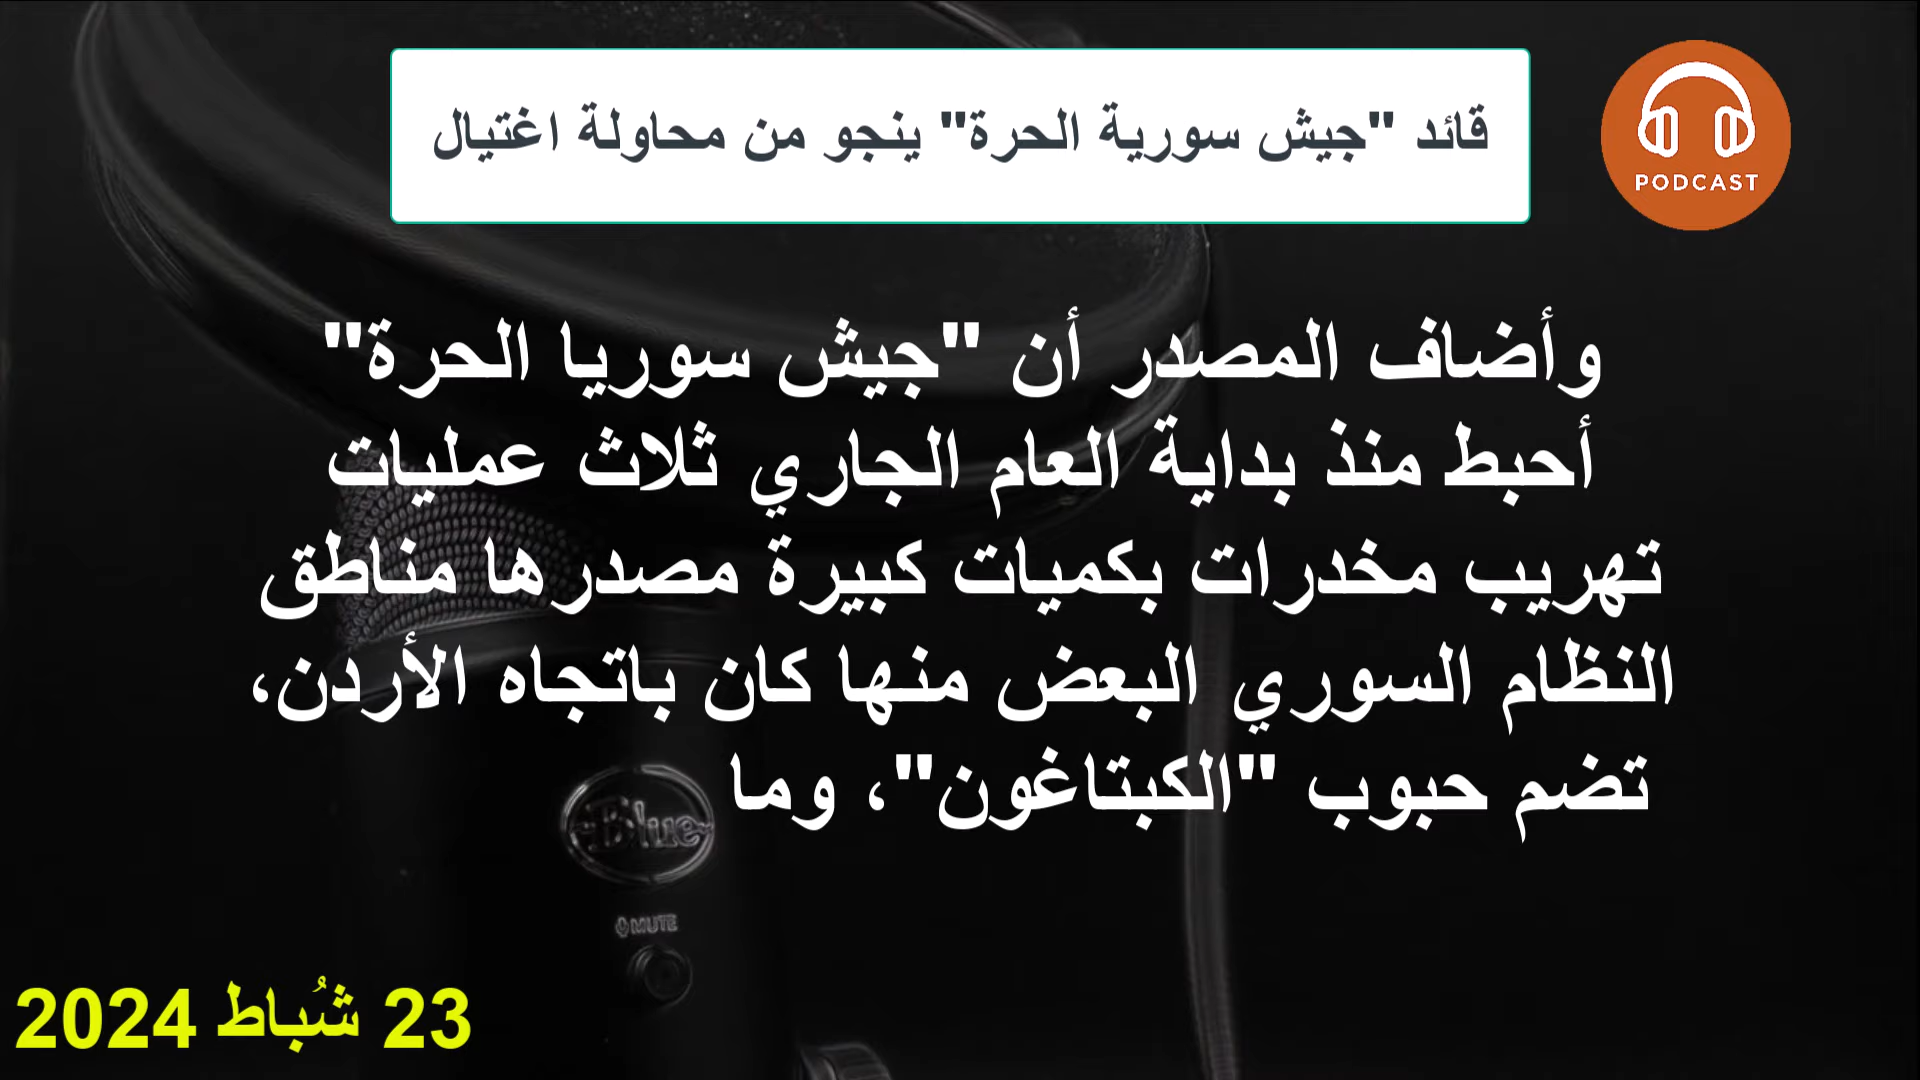 قائد "جيش سورية الحرة" ينجو من محاولة اغتيال
PODCAST
وأضاف المصدر أن "جيش سوريا الحرة"
أحبط منذ بداية العام الجاري ثلاث عمليات
تهريب مخدرات بكميات كبيرة مصدرها مناطق
النظام السوري البعض منها كان باتجاه الأردن،
تضم حبوب "الكبتاغون"، وما
Blue
MUTE
23 شُباط 2024